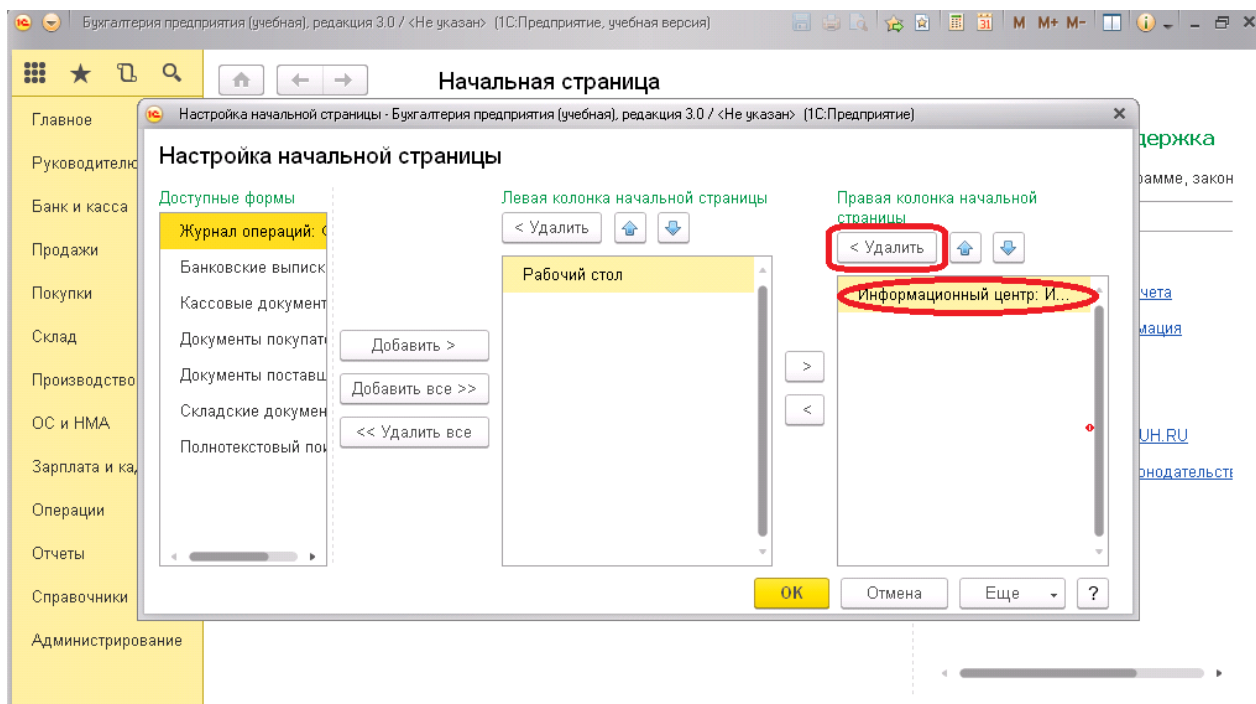 Бухгалтерия предприятия (учебная), редакция 3.0 / <Не указан> (1С:Предприятие, учебная версия)
31 M M+ M-
Начальная страница
Главное
Руководителю
Банк и касса
Продажи
Покупки
Склад
Производство
ОС и НМА
Зарплата и ка
Операции
Отчеты
Справочники
Администрирование
Настройка начальной страницы - Бухгалтерия предприятия (учебная), редакция 3.0 / <Не указан> (1С:Предприятие)
Настройка начальной страницы
Доступные формы
Журнал операций:
Банковские выписк
Кассовые документ
Документы покупат
Документы поставщ
Складские докумен
Полнотекстовый по
Добавить >
Добавить все >>
<< Удалить все
Левая колонка начальной страницы
< Удалить
Рабочий стол
>
<
Правая колонка начальной
страницы
< Удалить
Информационный центр: И...
ОК
Отмена
Еще
?
держка
рамме, закон
чета
мация
UH.RU
онодательст